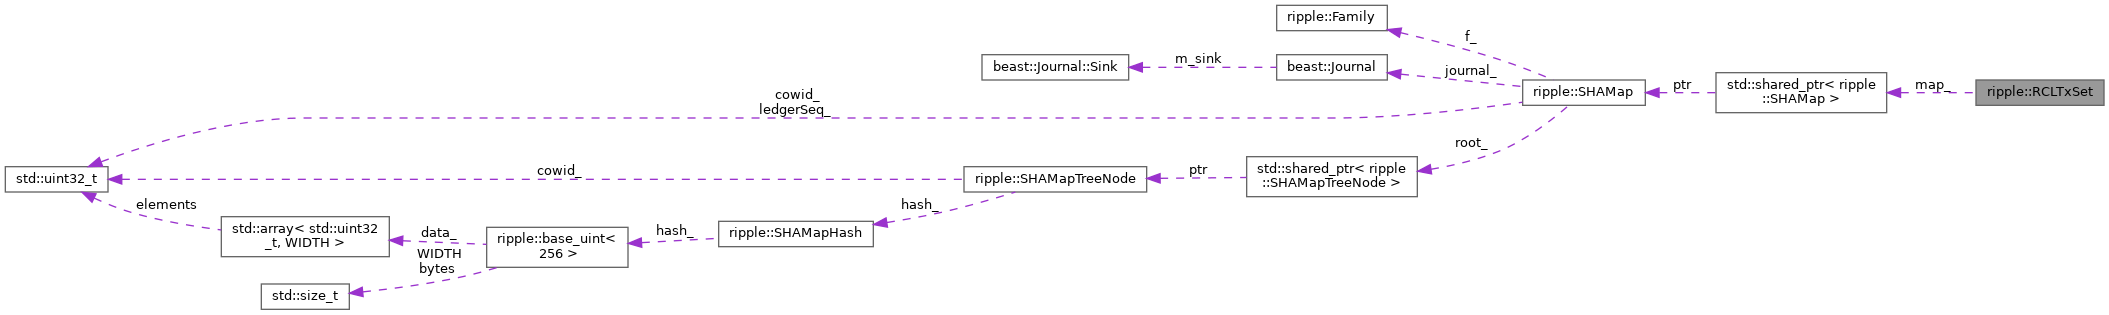 ripple::Family
f_
beast::Journal::Sink
m_sink
beast::Journal
journal_
ripple::SHAMap
ptr
std::shared_ptr< ripple
::SHAMap >
map_
ripple::RCLTxSet
cowid_
ledgerSeq_
root_
std::uint32_t
cowid_
ripple::SHAMapTreeNode
ptr
std::shared_ptr< ripple
::SHAMapTreeNode >
elements
hash_
std::array< std::uint32
_t, WIDTH >
data_
ripple::base_uint<
256 >
hash_
ripple::SHAMapHash
WIDTH
bytes
std::size_t